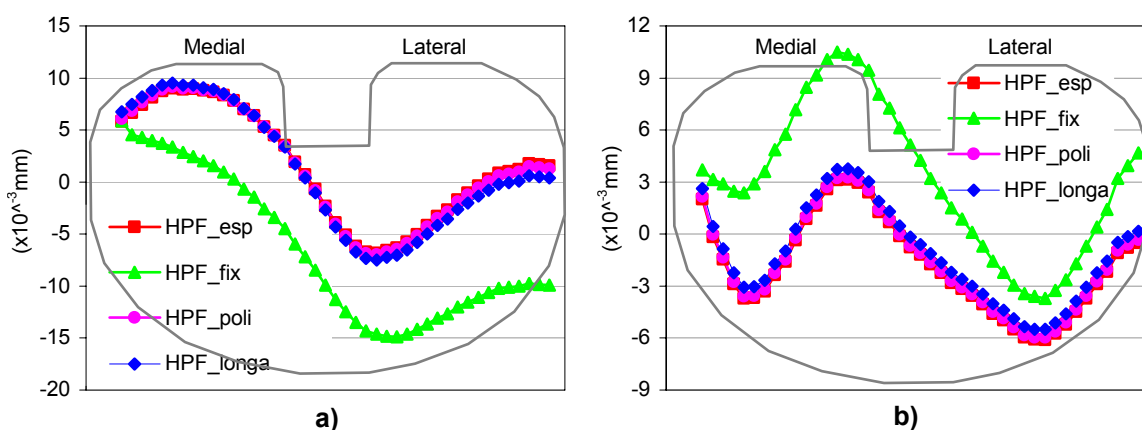 15
10
5
0
-5
-10
-15
-20
(x10^-3mm)
Medial
Lateral
HPF_esp
HPF_fix
HPF_poli
HPF_longa
a)
12
9
6
3
0
-3
-6
-9
(x10^-3mm)
Medial
Lateral
HPF_esp
HPF_fix
HPF_poli
HPF_longa
b)